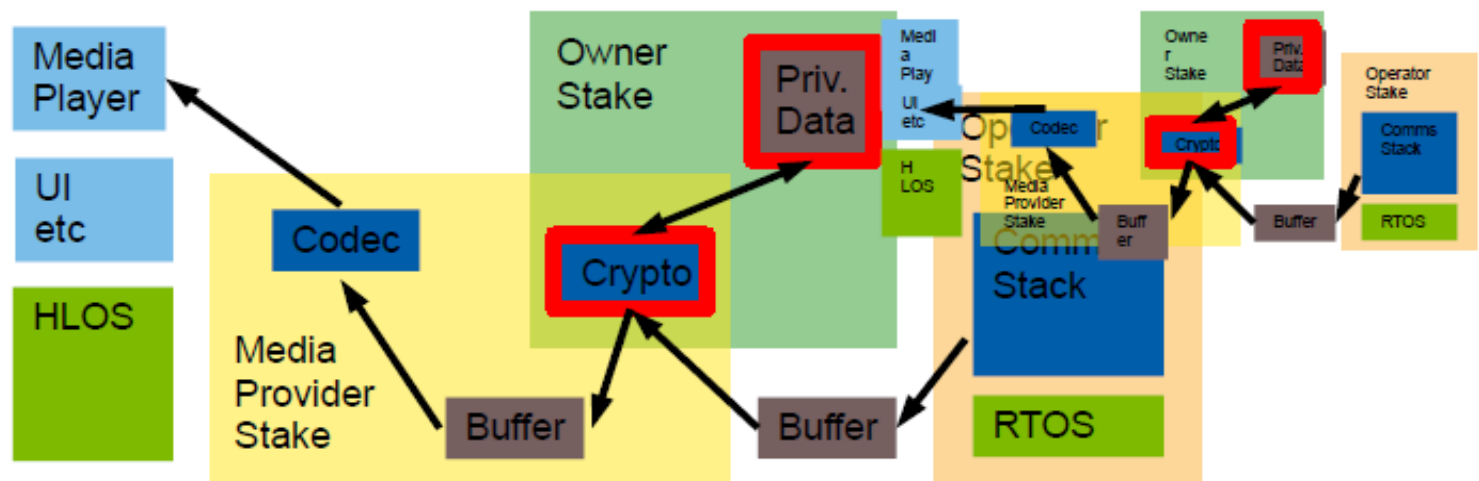 Media
Player
UI
etc
HLOS
Owner
Stake
Priv.
Data
Codec
Crypto
Media
Provider
Stake
Buffer
Buffer
Operator
Stake
Comms
Stack
RTOS
Medi
a
Play
UI
etc
H
LOS
Codec
Media
Provider
Stake
Buff
er
Owne
r
Stake
Priv.
Data
Crypto
Buffer
Operator
Stake
Comms
Stack
RTOS